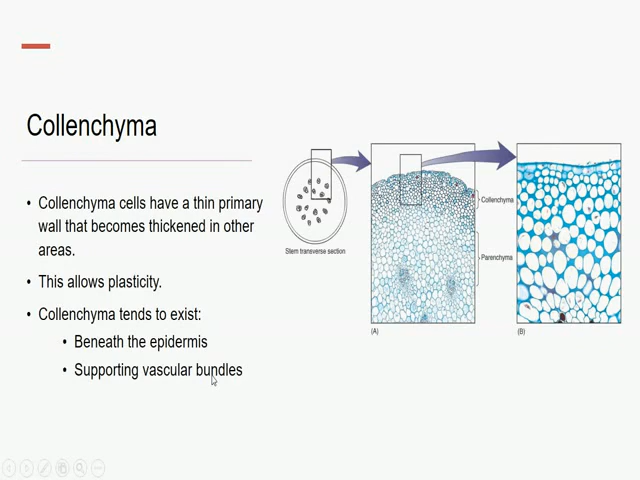 Collenchyma
• Collenchyma cells have a thin primary
wall that becomes thickened in other
areas.
• This allows plasticity.
• Collenchyma tends to exist:
• Beneath the epidermis
• Supporting vascular bundles
Stem transverse section
Collenchyma
Parenchyma
(A)
(B)